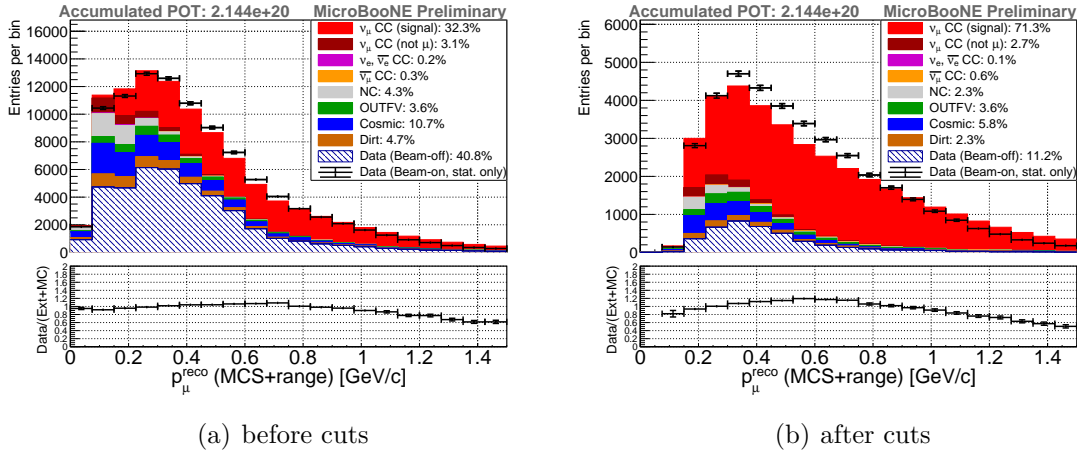 Accumulated POT: 2.144e+20 MicroBooNE Preliminary
Entries per bin
16000
14000
12000
10000
8000
6000
4000
2000
0
ν_μ CC (signal) 32.3%
ν_μ CC (not μ) 3.1%
ν_e, ν̅_e CC: 0.2%
ν̅_μ CC: 0.3%
NC: 4.3%
OUTFV: 3.6%
Cosmic: 10.7%
Dirt: 4.7%
Data (Beam-off) 40.8%
Data (Beam-on, stat. only)
Data/(Ext+MC)
2
1.8
1.6
1.4
1.2
1
0.8
0.6
0.4
0.2
0
0 0.2 0.4 0.6 0.8 1 1.2 1.4
p_μ^reco (MCS+range) [GeV/c]
(a) before cuts
Accumulated POT: 2.144e+20 MicroBooNE Preliminary
Entries per bin
6000
5000
4000
3000
2000
1000
0
ν_μ CC (signal) 71.3%
ν_μ CC (not μ) 2.7%
ν_e, ν̅_e CC: 0.1%
ν̅_μ CC: 0.6%
NC: 2.3%
OUTFV: 3.6%
Cosmic: 5.8%
Dirt: 2.3%
Data (Beam-off) 11.2%
Data (Beam-on, stat. only)
Data/(Ext+MC)
2
1.8
1.6
1.4
1.2
1
0.8
0.6
0.4
0.2
0
0 0.2 0.4 0.6 0.8 1 1.2 1.4
p_μ^reco (MCS+range) [GeV/c]
(b) after cuts